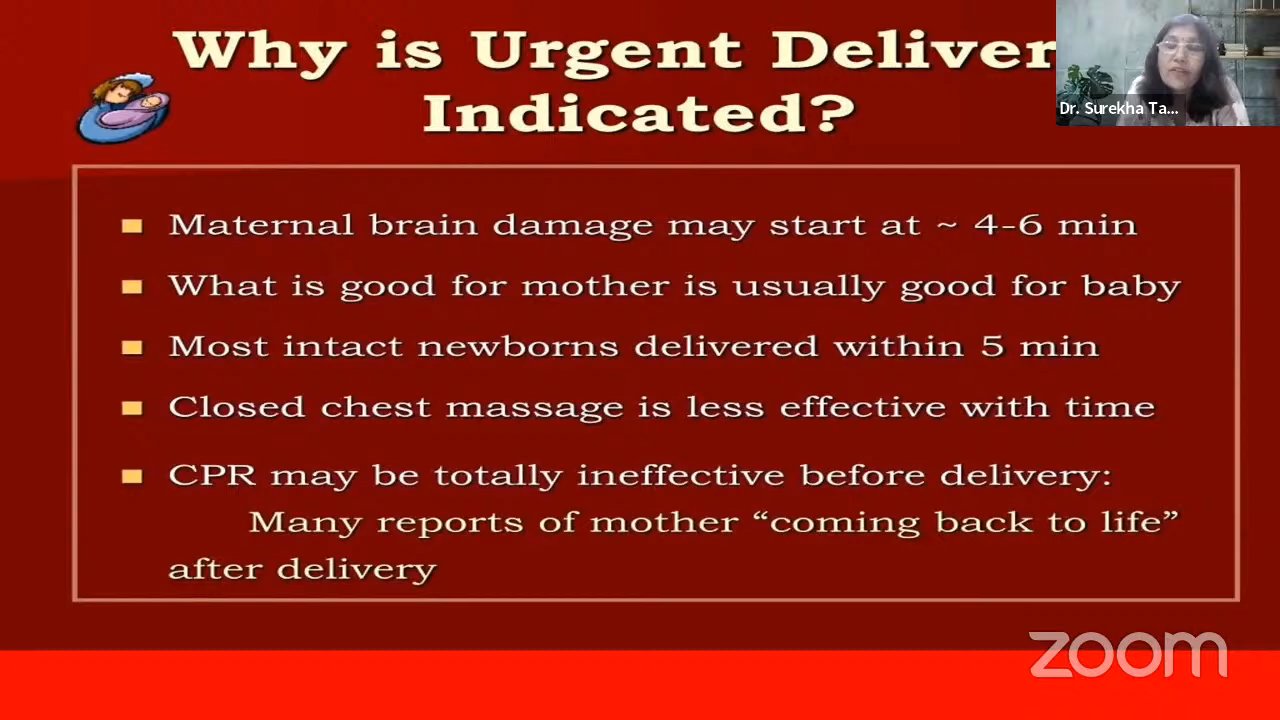 Why is Urgent Deliver
Indicated?
Dr. Surekha Ta...
■ Maternal brain damage may start at ~ 4-6 min
■ What is good for mother is usually good for baby
■ Most intact newborns delivered within 5 min
■ Closed chest massage is less effective with time
■ CPR may be totally ineffective before delivery:
Many reports of mother “coming back to life”
after delivery
zoom